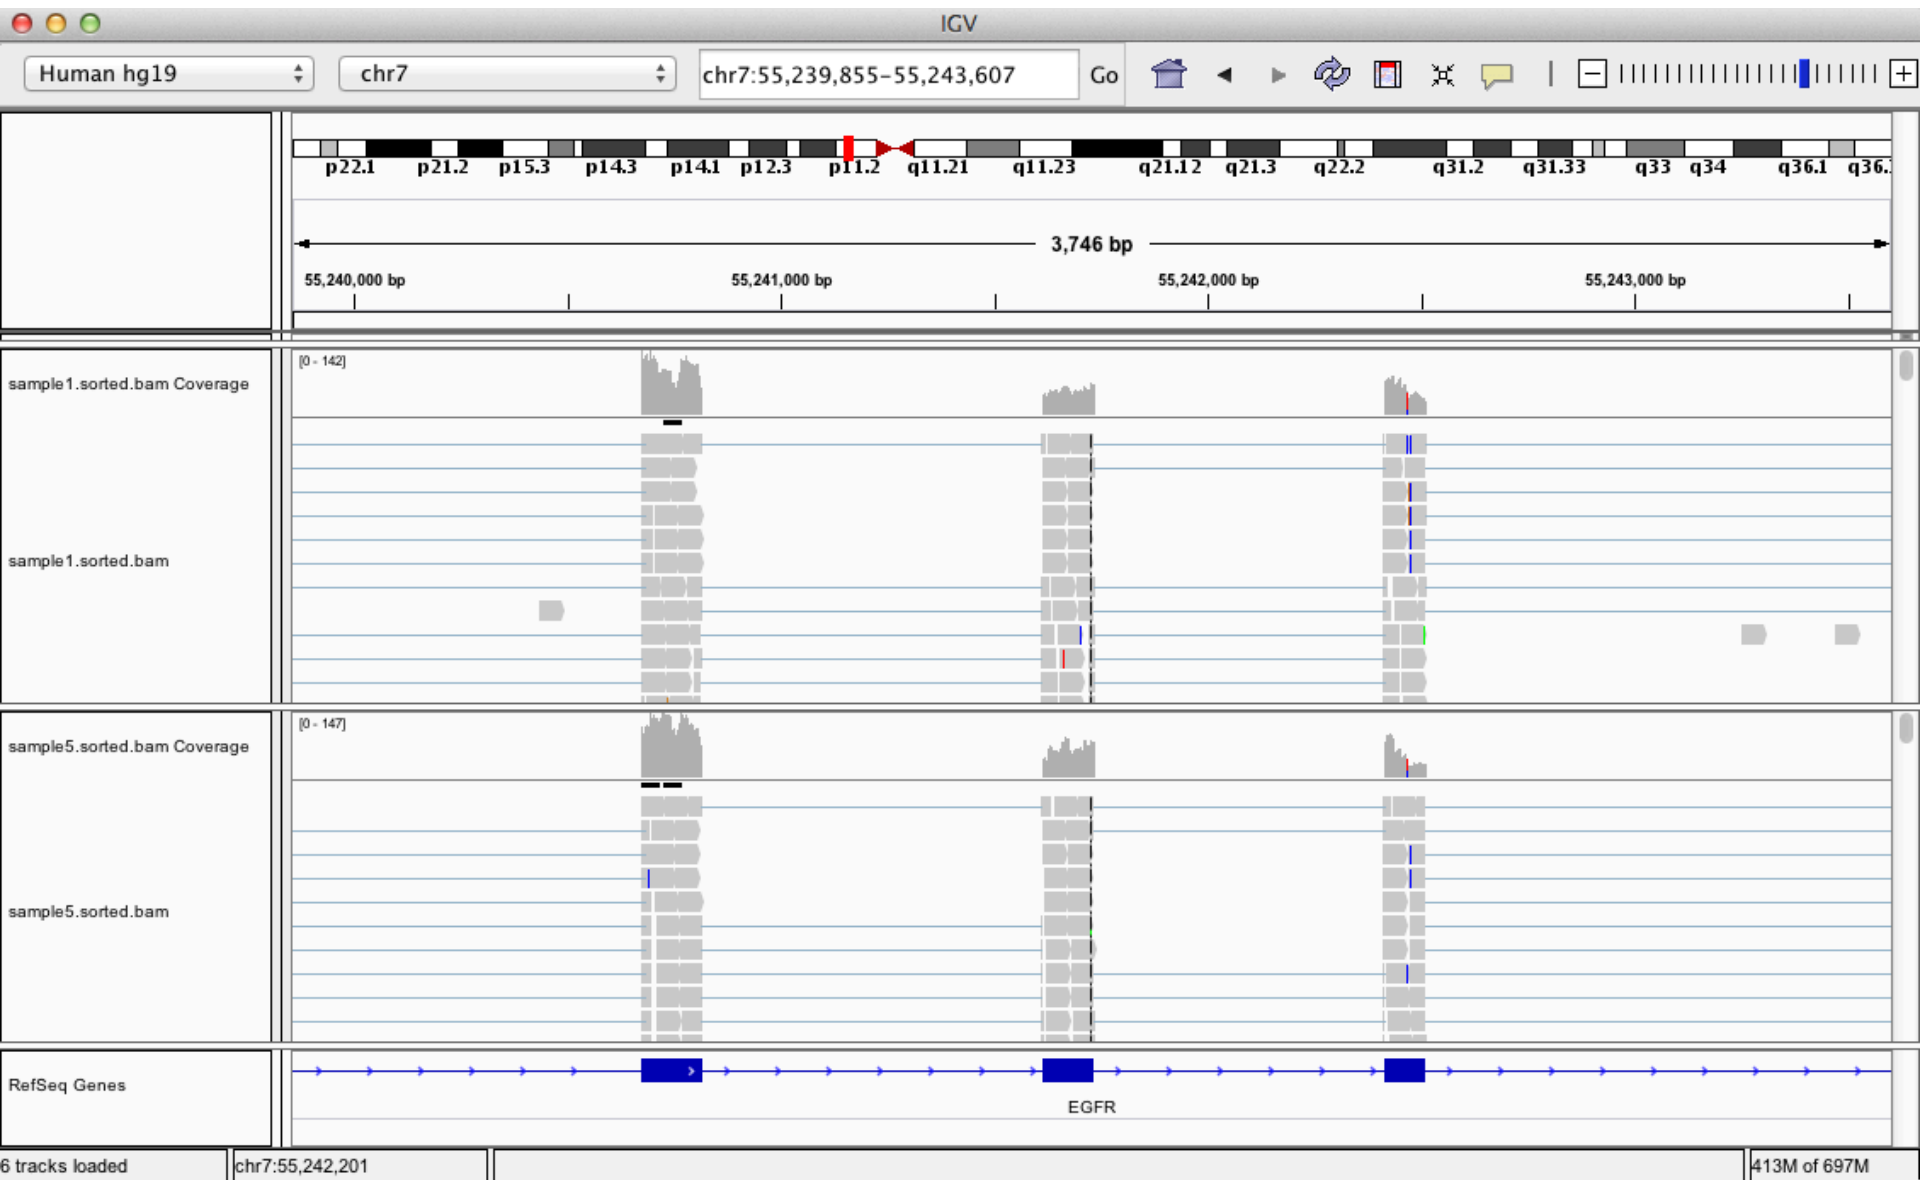 IGV
Human hg19 chr7 chr7:55,239,855-55,243,607 Go
p22.1 p21.2 p15.3 p14.3 p14.1 p12.3 p11.2 q11.21 q11.23 q21.12 q21.3 q22.2 q31.2 q31.33 q33 q34 q36.1 q36.
3,746 bp
55,240,000 bp 55,241,000 bp 55,242,000 bp 55,243,000 bp
[0 - 142]
sample1.sorted.bam Coverage
sample1.sorted.bam
[0 - 147]
sample5.sorted.bam Coverage
sample5.sorted.bam
RefSeq Genes
EGFR
6 tracks loaded chr7:55,242,201 413M of 697M